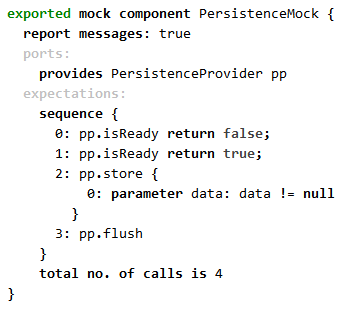 exported mock component PersistenceMock {
report messages: true
ports:
provides PersistenceProvider pp
expectations:
sequence {
0: pp.isReady return false;
1: pp.isReady return true;
2: pp.store {
0: parameter data: data != null
}
3: pp.flush
}
total no. of calls is 4
}